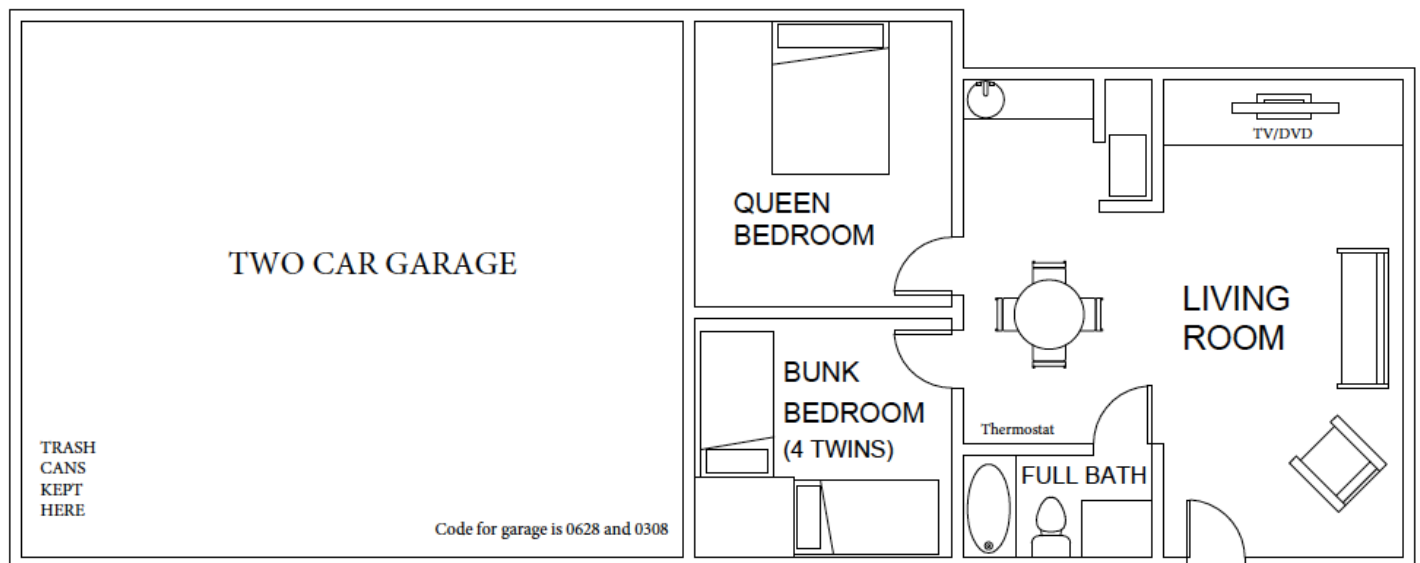 TWO CAR GARAGE
TRASH
CANS
KEPT
HERE
Code for garage is 0628 and 0308
QUEEN
BEDROOM
BUNK
BEDROOM
(4 TWINS)
Thermostat
FULL BATH
TV/DVD
LIVING
ROOM